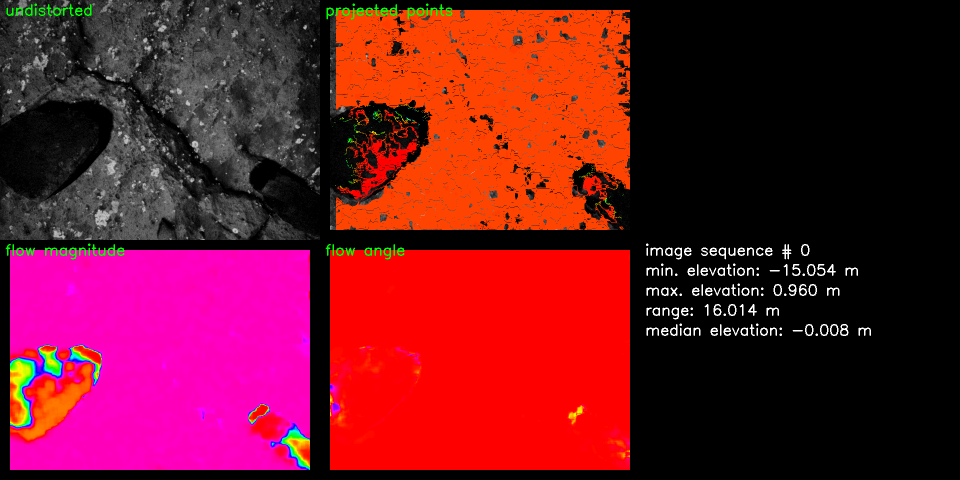 undistorted
projected points
flow magnitude
flow angle
image sequence # 0
min. elevation: −15.054 m
max. elevation: 0.960 m
range: 16.014 m
median elevation: −0.008 m